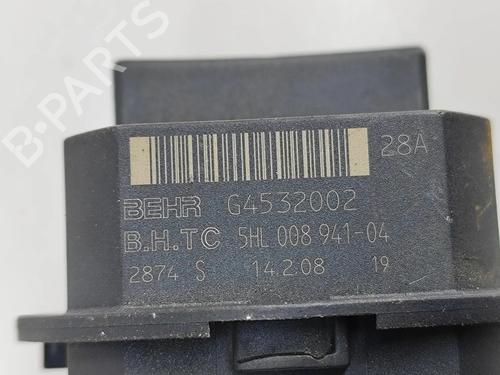 B-PARTS
28A
BEHR G4532002
B.H.TC 5HL 008 941-04
2874 S 14.2.08 19